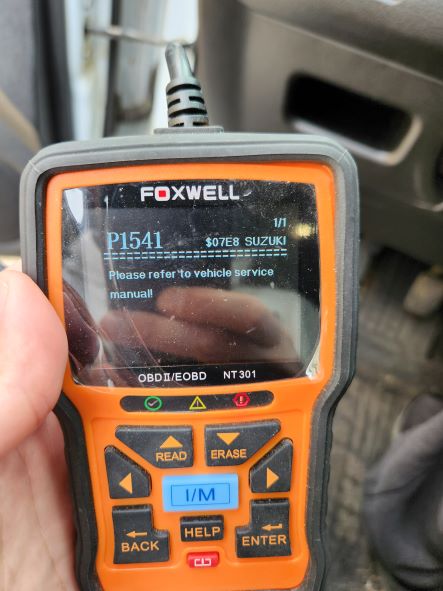 FOXWELL
1/1
P1541 $07E8 SUZUKI
Please refer to vehicle service
manual!
OBDII/EOBD NT301
READ ERASE
I/M
BACK HELP ENTER